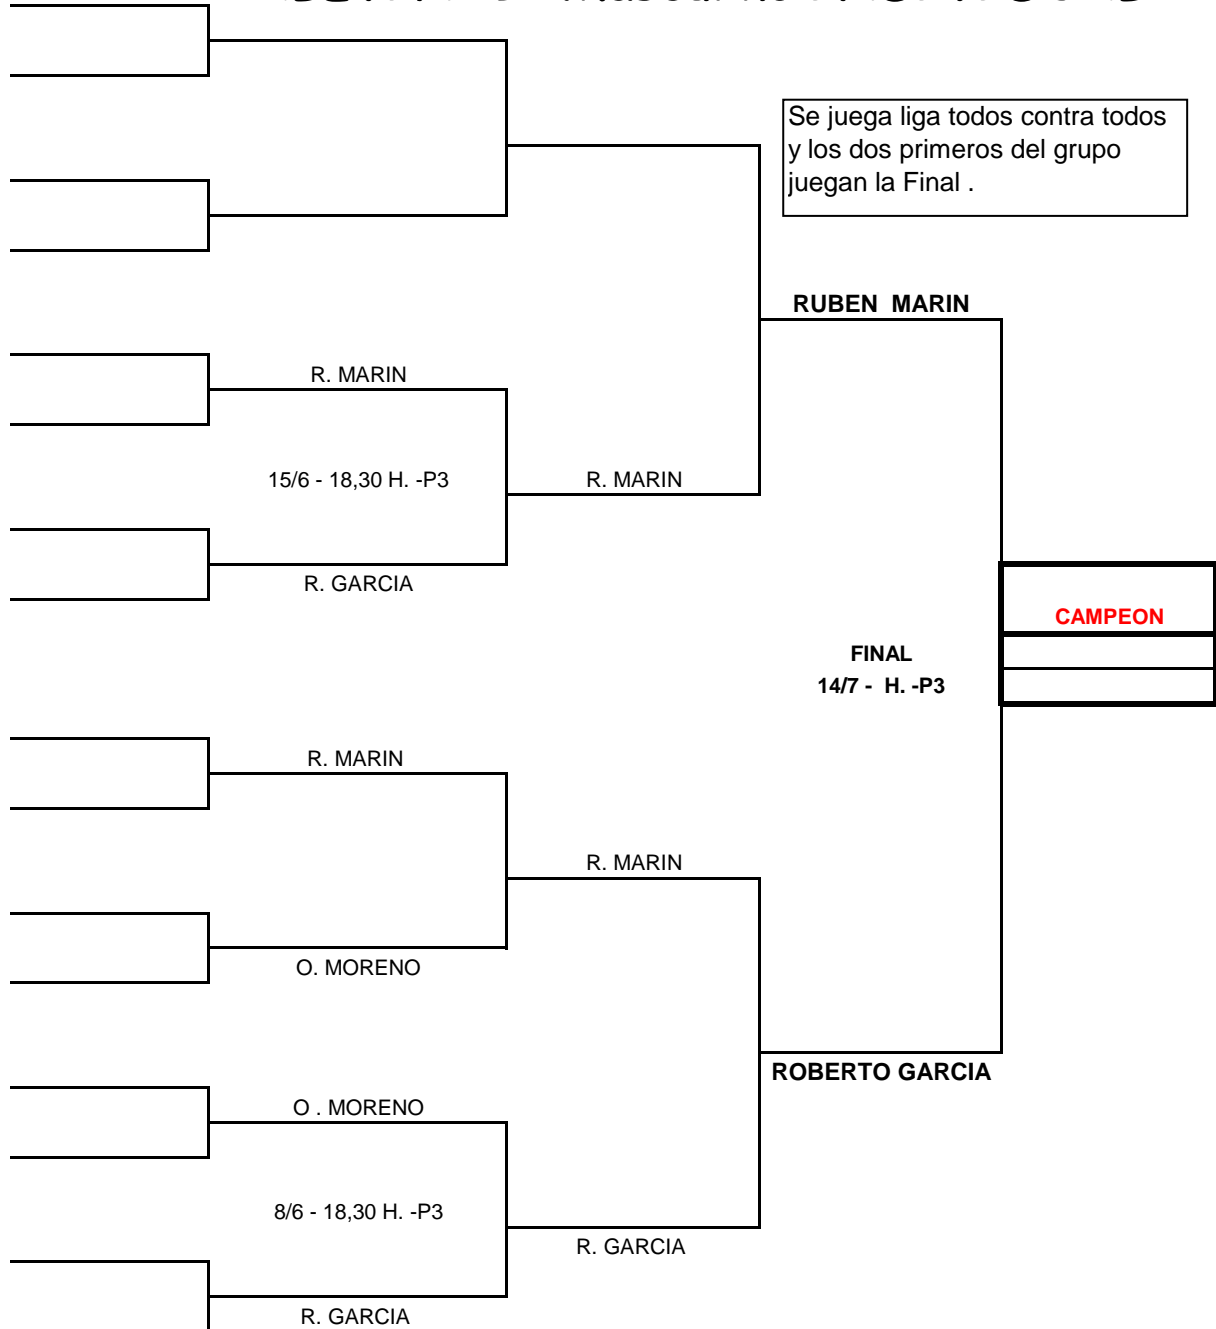 Se juega liga todos contra todos
y los dos primeros del grupo
juegan la Final .
RUBEN MARIN
R. MARIN
15/6 - 18,30 H. -P3
R. MARIN
R. GARCIA
CAMPEON
FINAL
14/7 - H. -P3
R. MARIN
R. MARIN
O. MORENO
ROBERTO GARCIA
O . MORENO
8/6 - 18,30 H. -P3
R. GARCIA
R. GARCIA